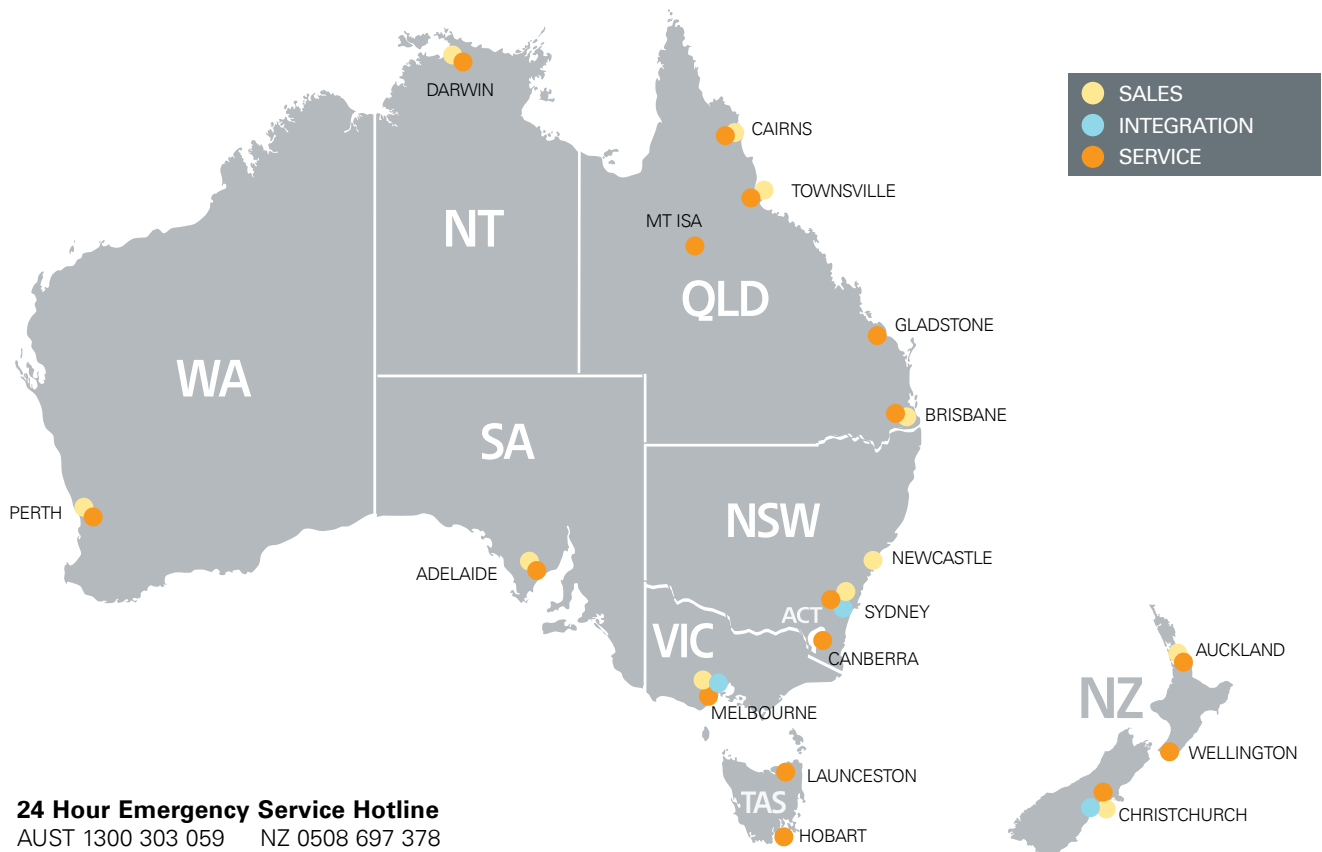 DARWIN
SALES
INTEGRATION
SERVICE
CAIRNS
TOWNSVILLE
MT ISA
NT
QLD
GLADSTONE
WA
BRISBANE
SA
PERTH
NSW
NEWCASTLE
ADELAIDE
ACT
SYDNEY
VIC
CANBERRA
AUCKLAND
NZ
MELBOURNE
WELLINGTON
LAUNCESTON
TAS
CHRISTCHURCH
HOBART
24 Hour Emergency Service Hotline
AUST 1300 303 059 NZ 0508 697 378